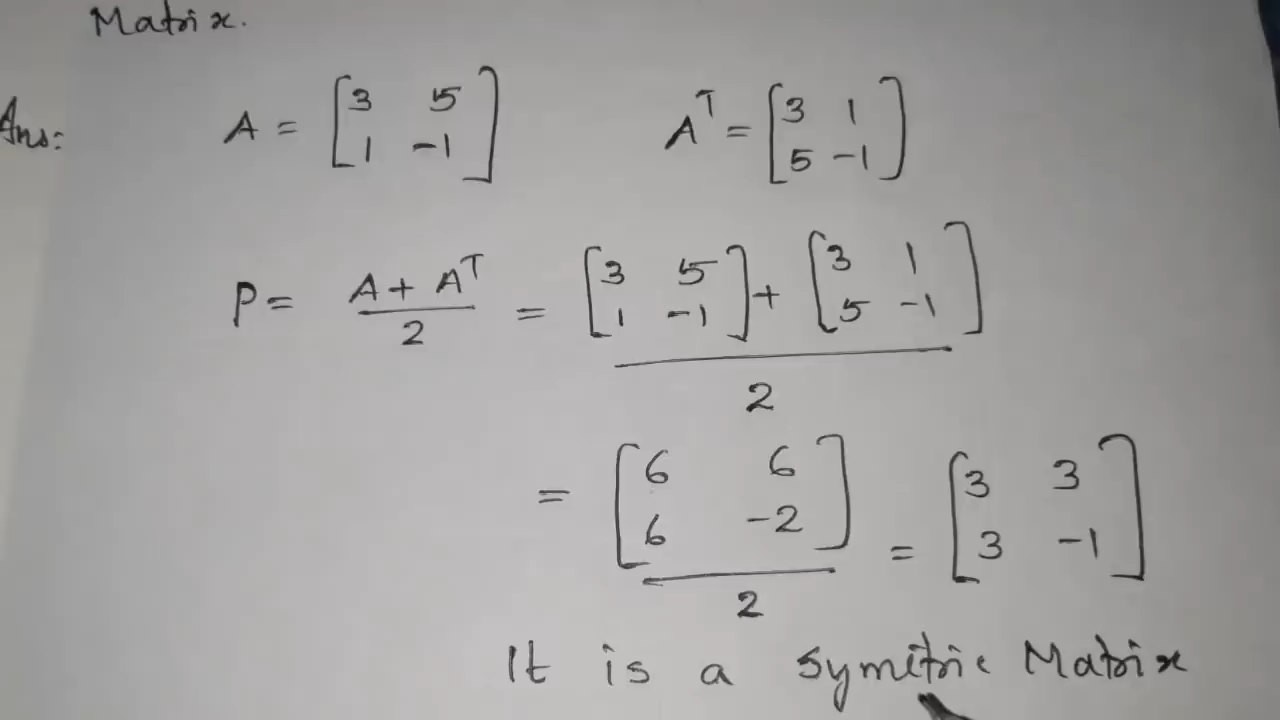 Matrix.
Ans: A = [3 5 1 -1] A^T = [3 1 5 -1]
P = A + A^T / 2 = [3 5 1 -1] + [3 1 5 -1] / 2
= [6 6 6 -2] / 2 = [3 3 3 -1]
It is a Symitric Matrix